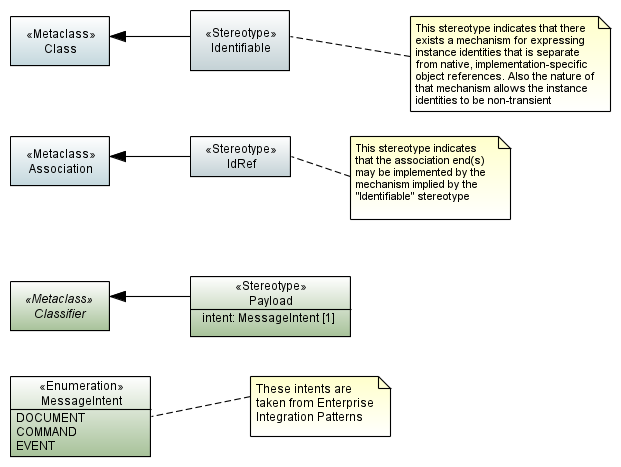 «Metaclass»
Class
«Stereotype»
Identifiable
This stereotype indicates that there
exists a mechanism for expressing
instance identities that is separate
from native, implementation-specific
object references. Also the nature of
that mechanism allows the instance
identities to be non-transient
«Metaclass»
Association
«Stereotype»
IdRef
This stereotype indicates
that the association end(s)
may be implemented by the
mechanism implied by the
"Identifiable" stereotype
«Metaclass»
Classifier
«Stereotype»
Payload
intent: MessageIntent [1]
«Enumeration»
MessageIntent
DOCUMENT
COMMAND
EVENT
These intents are
taken from Enterprise
Integration Patterns